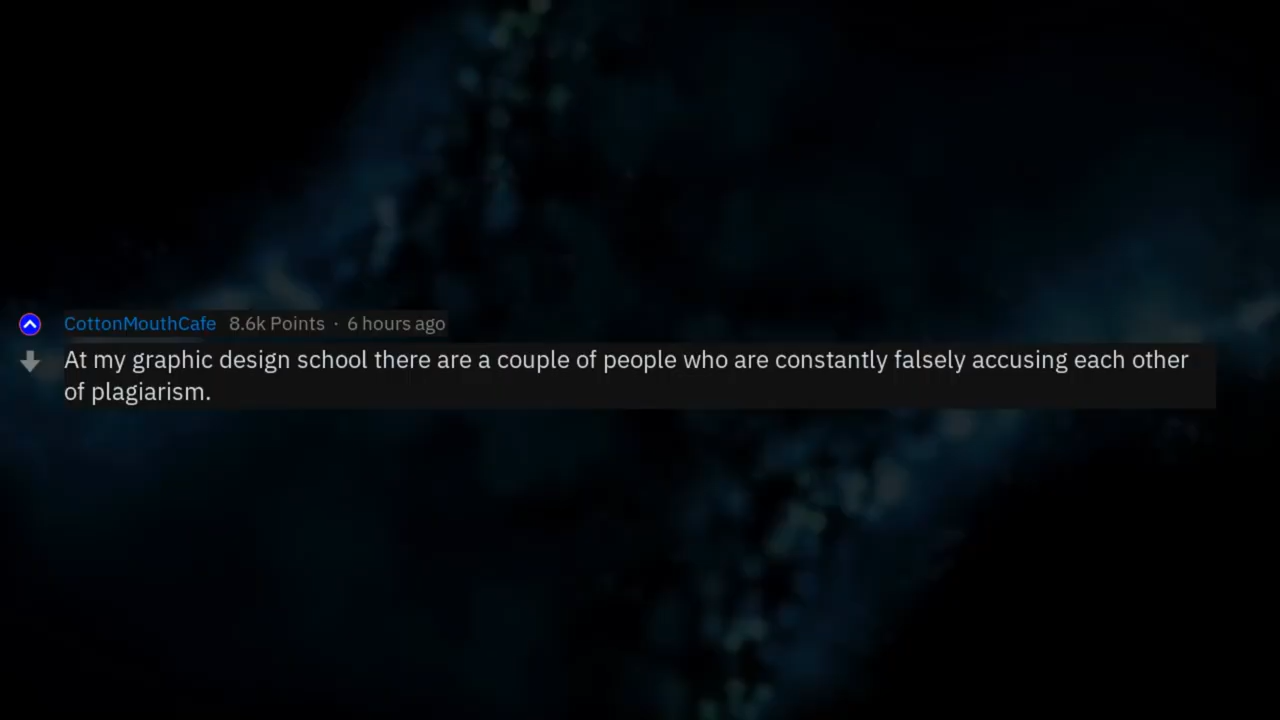 CottonMouthCafe 8.6k Points · 6 hours ago
At my graphic design school there are a couple of people who are constantly falsely accusing each other
of plagiarism.